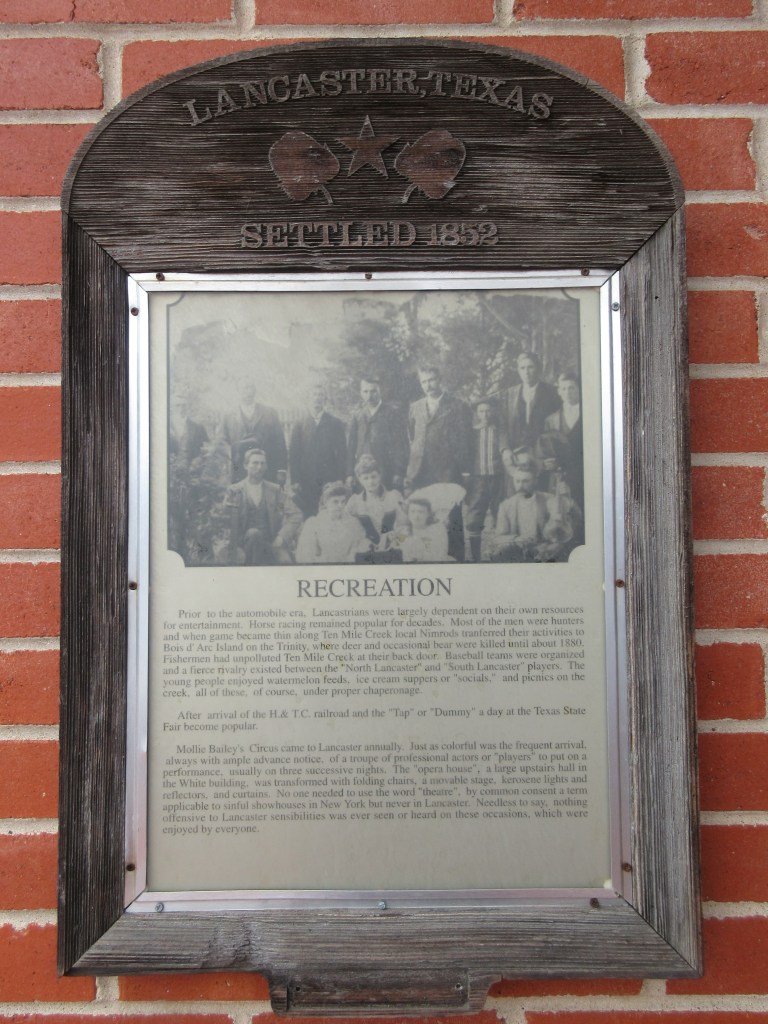 LANCASTER, TEXAS
SETTLED 1852
RECREATION
Prior to the automobile era, Lancastrians were largely dependent on their own resources
for entertainment. Horse racing remained popular for decades. Most of the men were hunters
and when game became thin along Ten Mile Creek local Nimrods tranferred their activities to
Bois d' Arc Island on the Trinity, where deer and occasional bear were killed until about 1880.
Fishermen had unpolluted Ten Mile Creek at their back door. Baseball teams were organized
and a fierce rivalry existed between the "North Lancaster" and "South Lancaster" players. The
young people enjoyed watermelon feeds, ice cream suppers or "socials," and picnics on the
creek, all of these, of course, under proper chaperonage.
After arrival of the H.& T.C. railroad and the "Tap" or "Dummy" a day at the Texas State
Fair become popular.
Mollie Bailey's Circus came to Lancaster annually. Just as colorful was the frequent arrival,
always with ample advance notice, of a troupe of professional actors or "players" to put on a
performance, usually on three successive nights. The "opera house", a large upstairs hall in
the White building, was transformed with folding chairs, a movable stage, kerosene lights and
reflectors, and curtains. No one needed to use the word "theatre", by common consent a term
applicable to sinful showhouses in New York but never in Lancaster. Needless to say, nothing
offensive to Lancaster sensibilities was ever seen or heard on these occasions, which were
enjoyed by everyone.